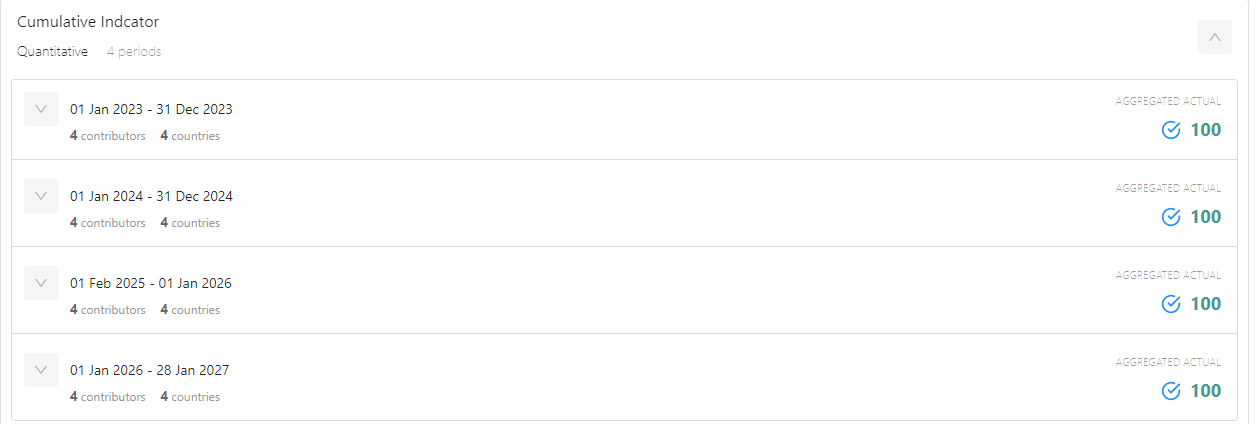 Cumulative Indcator
Quantitative 4 periods
01 Jan 2023 - 31 Dec 2023
4 contributors 4 countries
AGGREGATED ACTUAL
100
01 Jan 2024 - 31 Dec 2024
4 contributors 4 countries
AGGREGATED ACTUAL
100
01 Feb 2025 - 01 Jan 2026
4 contributors 4 countries
AGGREGATED ACTUAL
100
01 Jan 2026 - 28 Jan 2027
4 contributors 4 countries
AGGREGATED ACTUAL
100